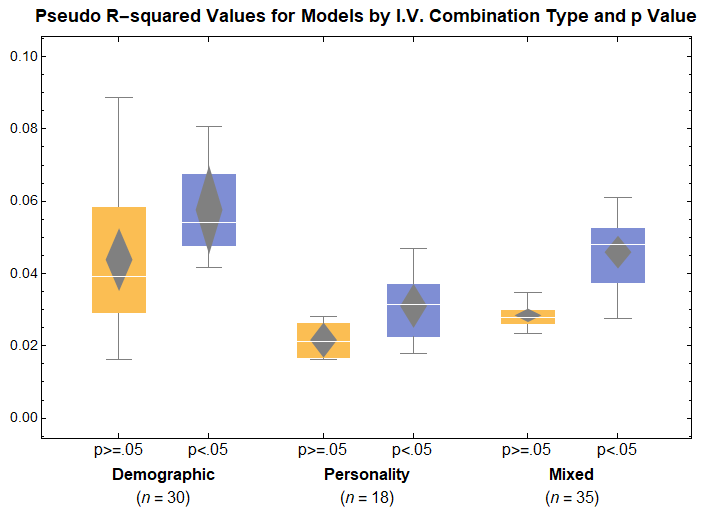 Pseudo R−squared Values for Models by I.V. Combination Type and p Value
0.10
0.08
0.06
0.04
0.02
0.00
p>=.05 p<.05 p>=.05 p<.05 p>=.05 p<.05
Demographic Personality Mixed
(n = 30) (n = 18) (n = 35)